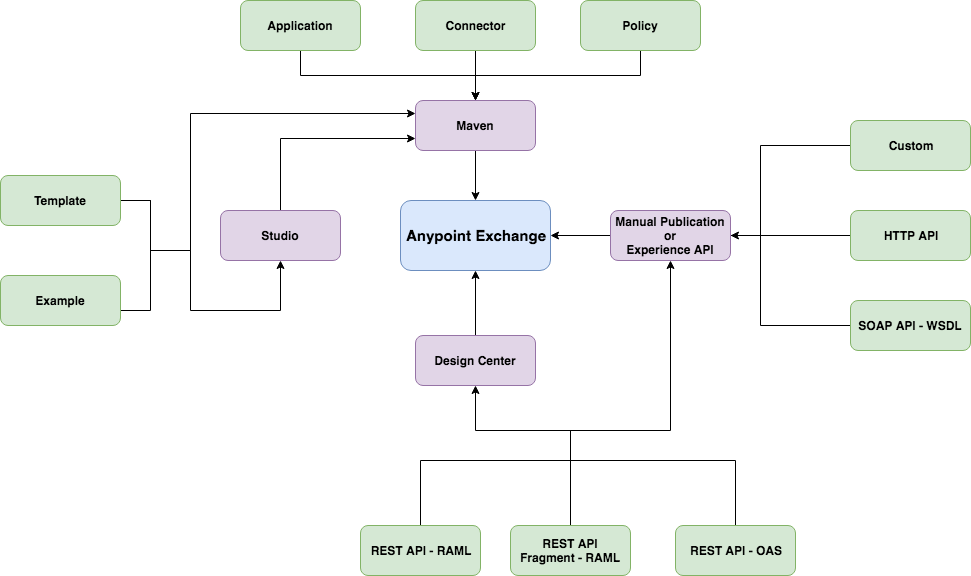 Application
Connector
Policy
Maven
Custom
Template
Studio
Anypoint Exchange
Manual Publication
or
Experience API
HTTP API
Example
SOAP API - WSDL
Design Center
REST API - RAML
REST API
Fragment - RAML
REST API - OAS